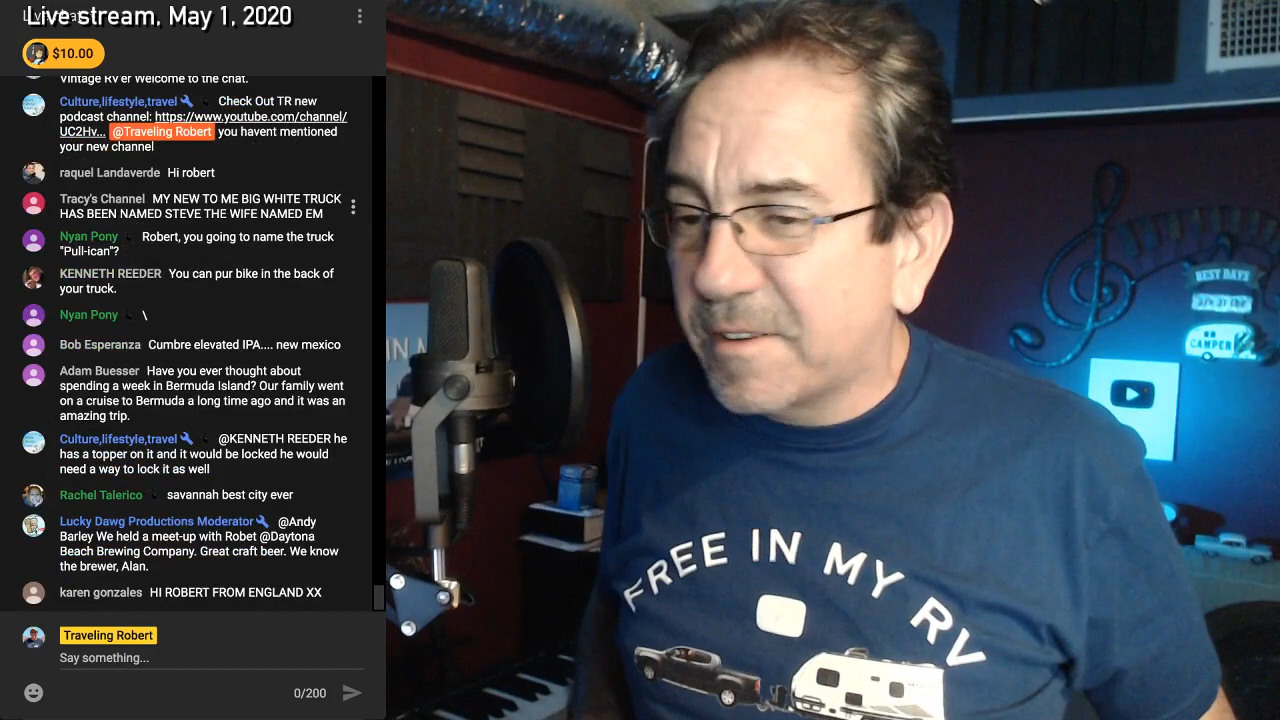 Live stream, May 1, 2020
$10.00
Vintage RV'er Welcome to the chat.
Culture,lifestyle,travel Check Out TR new
podcast channel: https://www.youtube.com/channel/
UC2Hv... @Traveling Robert you havent mentioned
your new channel
raquel Landaverde Hi robert
Tracy's Channel MY NEW TO ME BIG WHITE TRUCK
HAS BEEN NAMED STEVE THE WIFE NAMED EM
Nyan Pony Robert, you going to name the truck
"Pull-ican"?
KENNETH REEDER You can pur bike in the back of
your truck.
Nyan Pony \
Bob Esperanza Cumbre elevated IPA.... new mexico
Adam Buesser Have you ever thought about
spending a week in Bermuda Island? Our family went
on a cruise to Bermuda a long time ago and it was an
amazing trip.
Culture,lifestyle,travel @KENNETH REEDER he
has a topper on it and it would be locked he would
need a way to lock it as well
Rachel Talerico savannah best city ever
Lucky Dawg Productions Moderator @Andy
Barley We held a meet-up with Robet @Daytona
Beach Brewing Company. Great craft beer. We know
the brewer, Alan.
karen gonzales HI ROBERT FROM ENGLAND XX
Traveling Robert
Say something...
0/200
BEST DAYS
are at the
CAMPER
IN M
FREE IN MY RV